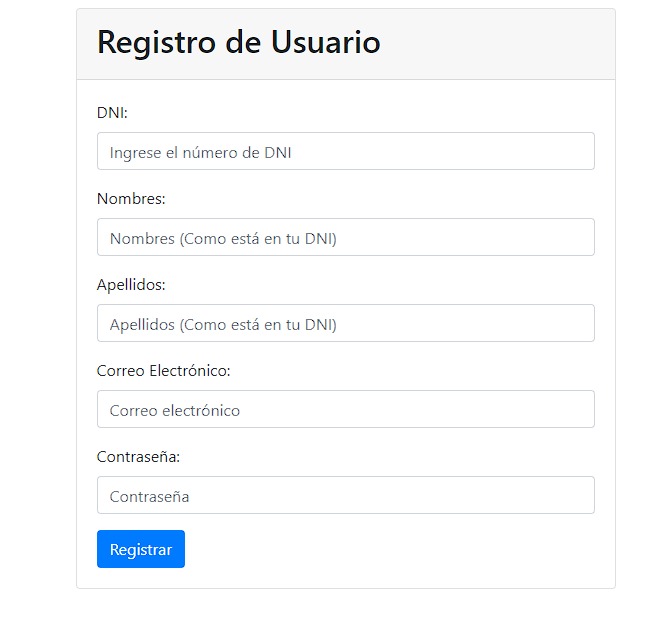 Registro de Usuario
DNI:
Ingrese el número de DNI
Nombres:
Nombres (Como está en tu DNI)
Apellidos:
Apellidos (Como está en tu DNI)
Correo Electrónico:
Correo electrónico
Contraseña:
Contraseña
Registrar